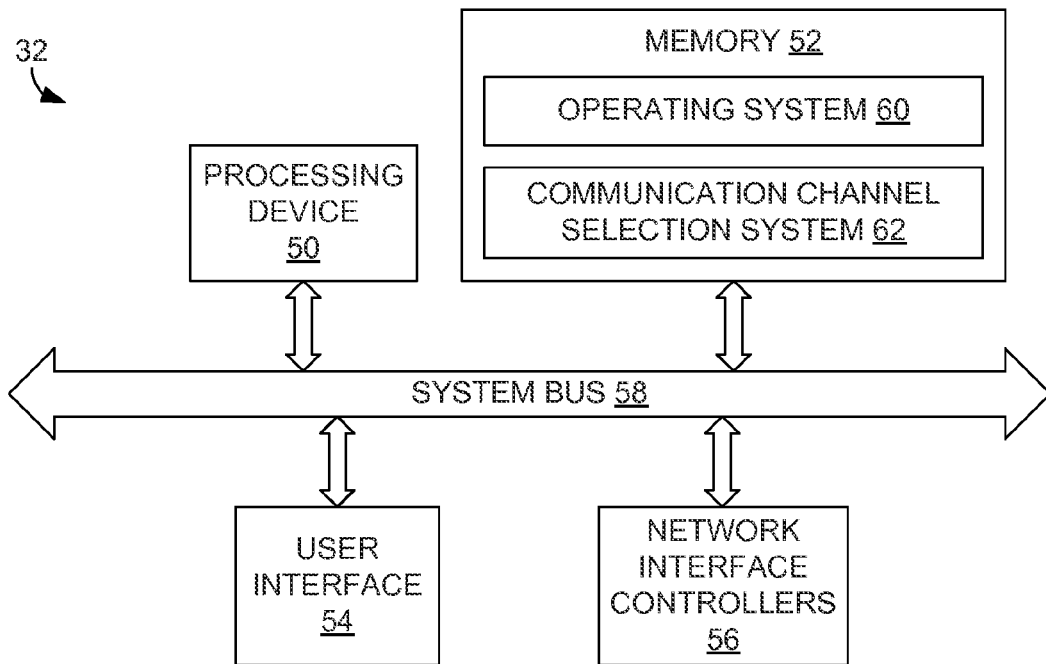 32
MEMORY 52
OPERATING SYSTEM 60
COMMUNICATION CHANNEL
SELECTION SYSTEM 62
PROCESSING
DEVICE
50
SYSTEM BUS 58
USER
INTERFACE
54
NETWORK
INTERFACE
CONTROLLERS
56